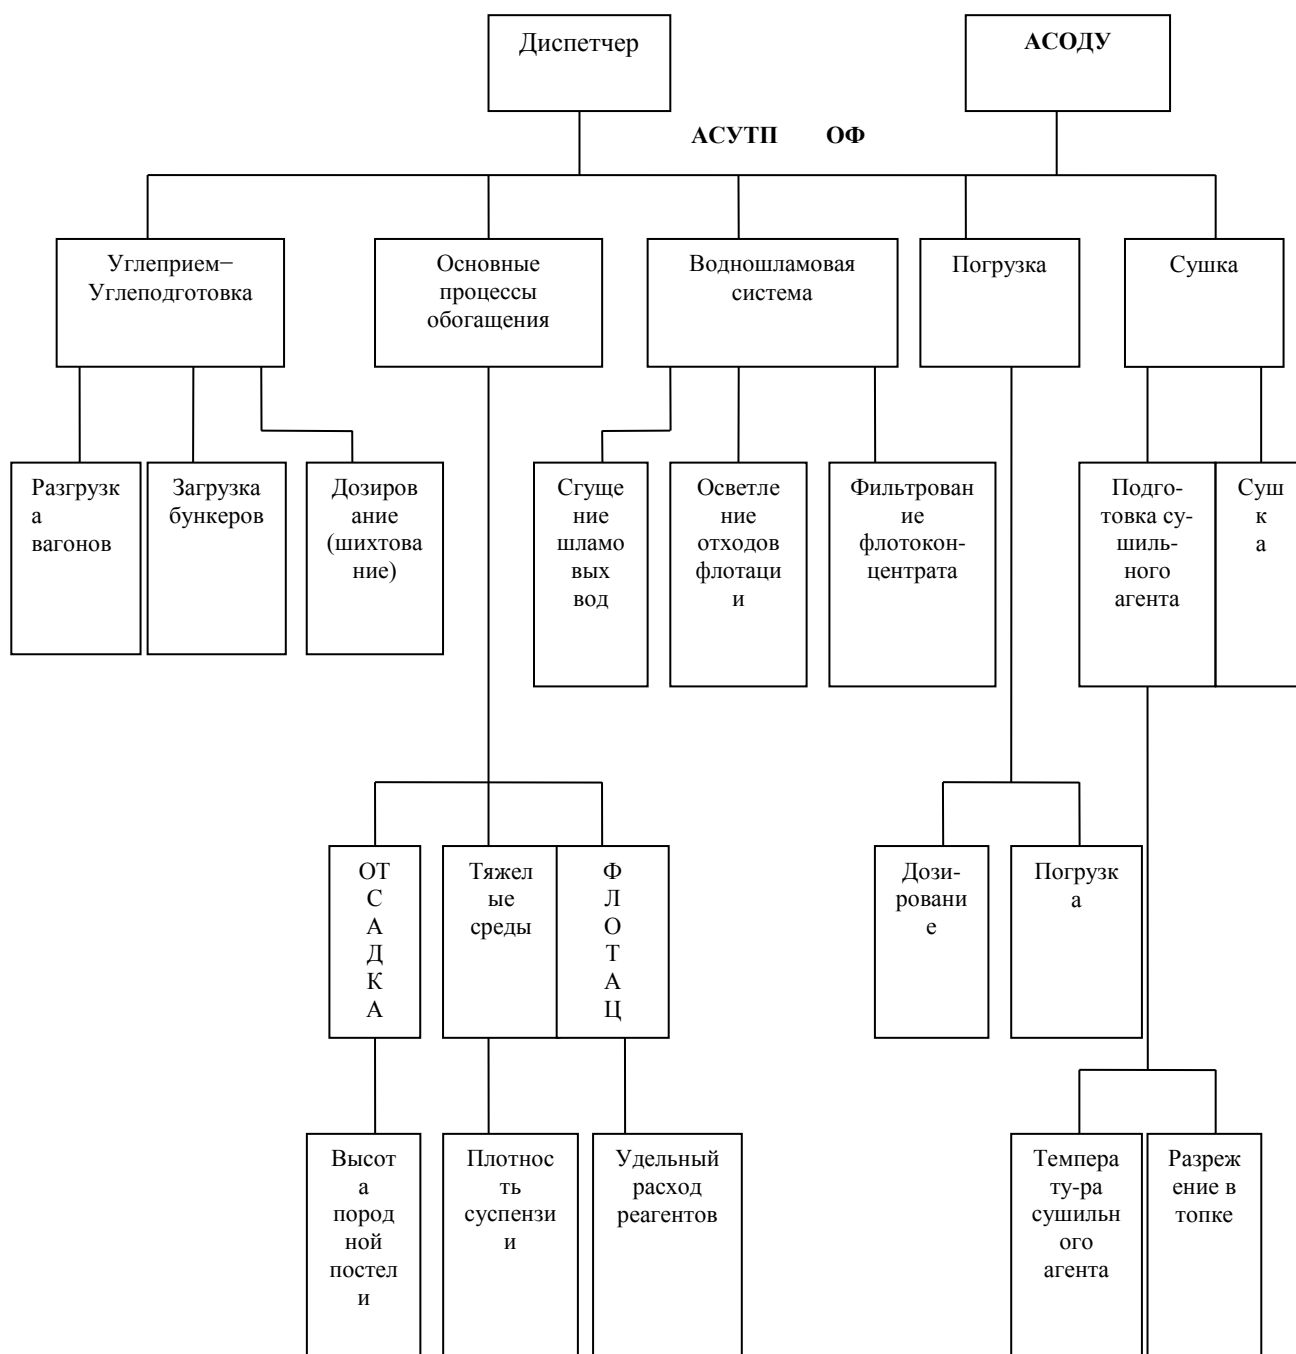 Диспетчер
АСОДУ
АСУТП ОФ
Углеприем−
Углеподготовка
Основные
процессы
обогащения
Водношламовая
система
Погрузка
Сушка
Разгрузк
а
вагонов
Загрузка
бункеров
Дозиров
ание
(шихтова
ние)
Сгуще
ние
шламо
вых
вод
Осветле
ние
отходов
флотаци
и
Фильтрован
ие
флотокон-
центрата
Подго-
товка су-
шиль-
ного
агента
Суш
к
а
ОТ
С
А
Д
К
А
Тяжел
ые
среды
Ф
Л
О
Т
А
Ц
Дози-
ровани
е
Погрузк
а
Высот
а
пород
ной
постел
и
Плотнос
ть
суспензи
и
Удельный
расход
реагентов
Темпера
ту-ра
сушильн
ого
агента
Разреж
ение в
топке